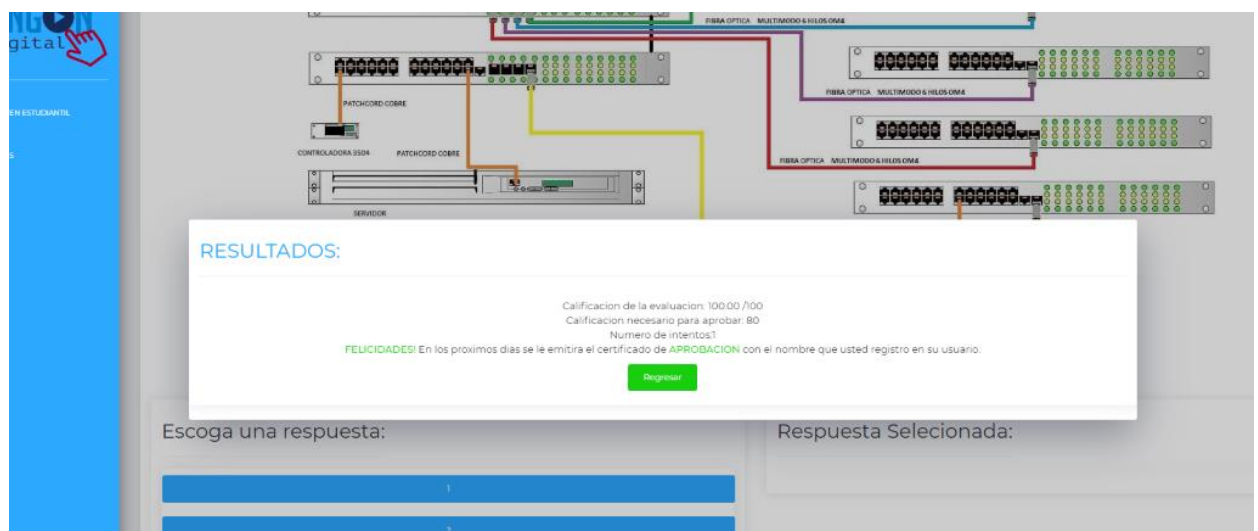 gital
FIBRA OPTICA MULTIMODO 6 HILOS OM4
EN ESTUDIANTIL
S
PATCHCORD COBRE
FIBRA OPTICA MULTIMODO 6 HILOS OM4
CONTROLADORA 3504
PATCHCORD COBRE
FIBRA OPTICA MULTIMODO 6 HILOS OM4
SERVIDOR
RESULTADOS:
Calificacion de la evaluacion: 100.00 /100
Calificacion necesario para aprobar: 80
Numero de intentos:1
FELICIDADES! En los proximos dias se le emitira el certificado de APROBACION con el nombre que usted registro en su usuario.
Regresar
Escoga una respuesta:
Respuesta Selecionada:
1